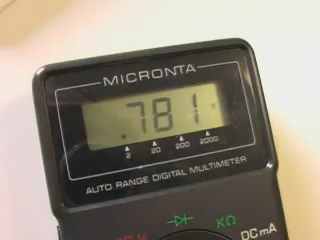 MICRONTA
.781
2 20 200 2000
AUTO RANGE DIGITAL MULTIMETER
KΩ
DC mA